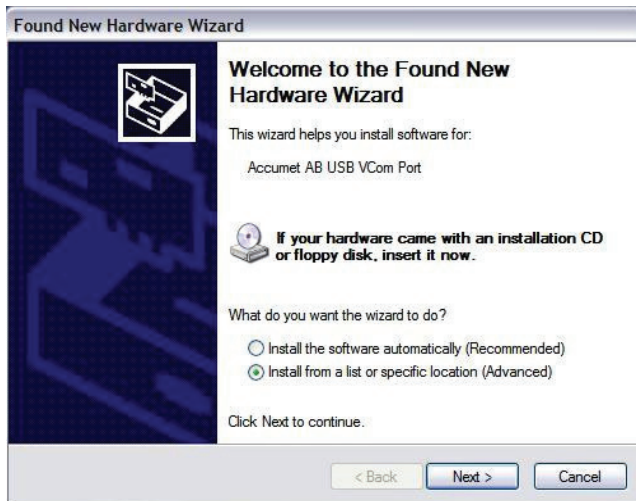 Found New Hardware Wizard
Welcome to the Found New
Hardware Wizard
This wizard helps you install software for:
Accumet AB USB VCom Port
If your hardware came with an installation CD
or floppy disk, insert it now.
What do you want the wizard to do?
Install the software automatically (Recommended)
Install from a list or specific location (Advanced)
Click Next to continue.
< Back
Next >
Cancel